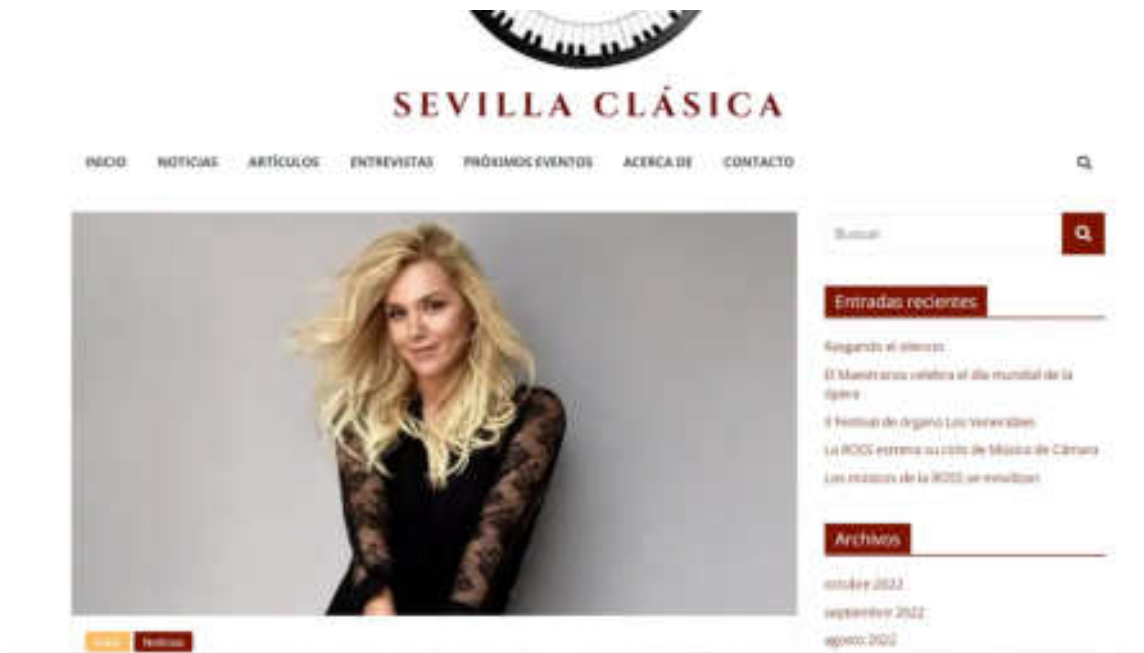 SEVILLA CLÁSICA
INICIO NOTICIAS ARTÍCULOS ENTREVISTAS PRÓXIMOS EVENTOS ACERCA DE CONTACTO
Buscar
Entradas recientes
Rasgando el silencio
El Maestranza celebra el día mundial de la
ópera
II Festival de órgano Los Venerables
La ROSS estrena su ciclo de Música de Cámara
Los músicos de la ROSS se movilizan
Archivos
octubre 2022
septiembre 2022
agosto 2022
Noticias